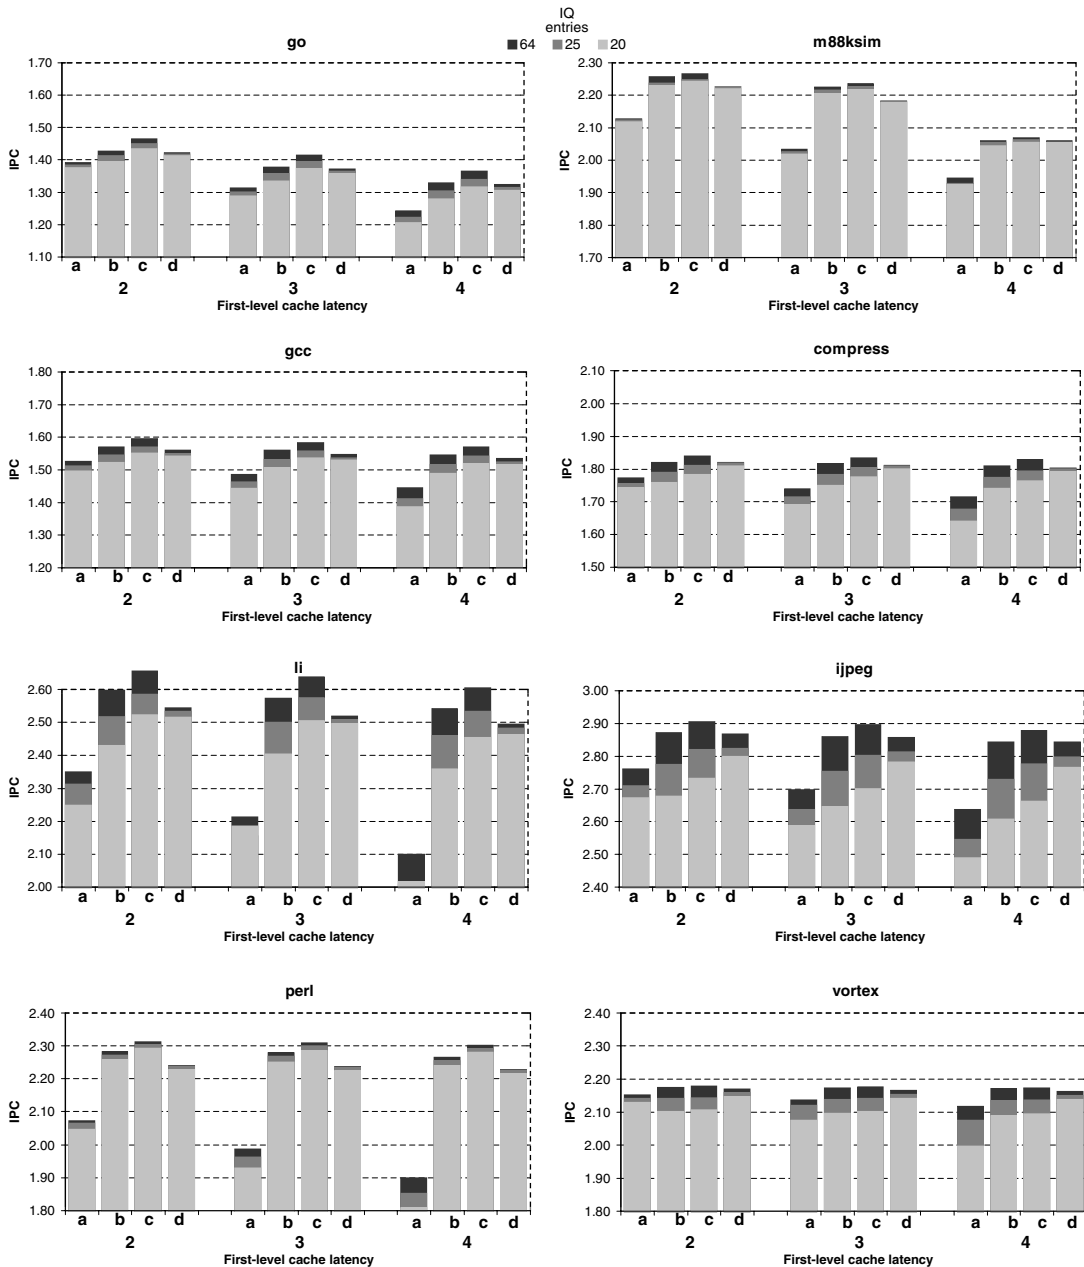 IQ
entries
64 25 20
go
1.70
1.60
1.50
1.40
1.30
1.20
1.10
IPC
a b c d a b c d a b c d
2 3 4
First-level cache latency
m88ksim
2.30
2.20
2.10
2.00
1.90
1.80
1.70
IPC
a b c d a b c d a b c d
2 3 4
First-level cache latency
gcc
1.80
1.70
1.60
1.50
1.40
1.30
1.20
IPC
a b c d a b c d a b c d
2 3 4
First-level cache latency
compress
2.10
2.00
1.90
1.80
1.70
1.60
1.50
IPC
a b c d a b c d a b c d
2 3 4
First-level cache latency
li
2.60
2.50
2.40
2.30
2.20
2.10
2.00
IPC
a b c d a b c d a b c d
2 3 4
First-level cache latency
ijpeg
3.00
2.90
2.80
2.70
2.60
2.50
2.40
IPC
a b c d a b c d a b c d
2 3 4
First-level cache latency
perl
2.40
2.30
2.20
2.10
2.00
1.90
1.80
IPC
a b c d a b c d a b c d
2 3 4
First-level cache latency
vortex
2.40
2.30
2.20
2.10
2.00
1.90
1.80
IPC
a b c d a b c d a b c d
2 3 4
First-level cache latency